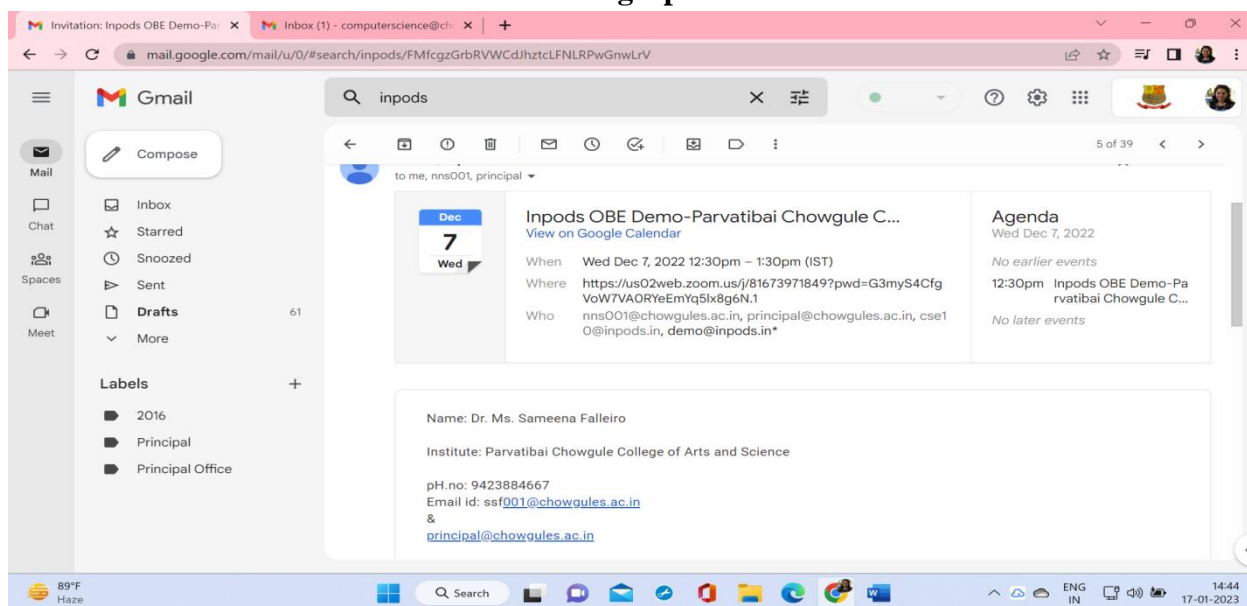 Invitation: Inpods OBE Demo-Par
Inbox (1) - computerscience@ch
mail.google.com/mail/u/0/#search/inpods/FMfcgzGrbRVWCdJhztcLFNLRPwGnwLrV
Gmail
inpods
Compose
5 of 39
Mail
Chat
Spaces
Meet
Inbox
Starred
Snoozed
Sent
Drafts 61
More
Labels
2016
Principal
Principal Office
to me, nns001, principal
Dec
7
Wed
Inpods OBE Demo-Parvatibai Chowgule C...
View on Google Calendar
When Wed Dec 7, 2022 12:30pm – 1:30pm (IST)
Where https://us02web.zoom.us/j/81673971849?pwd=G3myS4Cfg
VoW7VA0RYeEmYq5lx8g6N.1
Who nns001@chowgules.ac.in, principal@chowgules.ac.in, cse1
0@inpods.in, demo@inpods.in*
Agenda
Wed Dec 7, 2022
No earlier events
12:30pm Inpods OBE Demo-Pa
rvatibai Chowgule C...
No later events
Name: Dr. Ms. Sameena Falleiro
Institute: Parvatibai Chowgule College of Arts and Science
pH.no: 9423884667
Email id: ssf001@chowgules.ac.in
&
principal@chowgules.ac.in
89°F
Haze
Search
ENG
IN
14:44
17-01-2023